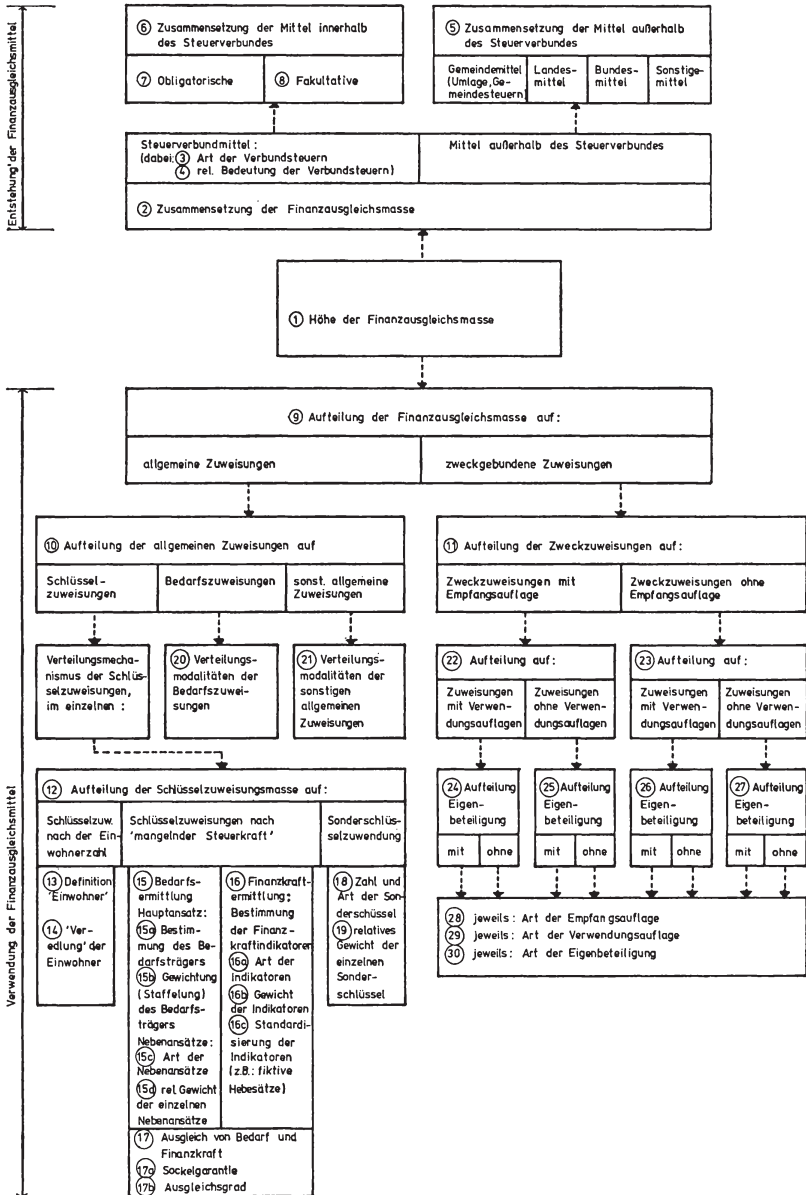 'Entstehung' der Finanzausgleichsmittel
⑥ Zusammensetzung der Mittel innerhalb
des Steuerverbundes
⑦ Obligatorische
⑧ Fakultative
⑤ Zusammensetzung der Mittel außerhalb
des Steuerverbundes
Gemeindemittel
(Umlage,Ge-
meindesteuern)
Landes-
mittel
Bundes-
mittel
Sonstige-
mittel
Steuerverbundmittel:
(dabei: ③ Art der Verbundsteuern
④ rel. Bedeutung der Verbundsteuern)
Mittel außerhalb des Steuerverbundes
② Zusammensetzung der Finanzausgleichsmasse
① Höhe der Finanzausgleichsmasse
Verwendung der Finanzausgleichsmittel
⑨ Aufteilung der Finanzausgleichsmasse auf:
allgemeine Zuweisungen
zweckgebundene Zuweisungen
⑩ Aufteilung der allgemeinen Zuweisungen auf
Schlüssel-
zuweisungen
Bedarfszuweisungen
sonst. allgemeine
Zuweisungen
⑪ Aufteilung der Zweckzuweisungen auf:
Zweckzuweisungen mit
Empfangsauflage
Zweckzuweisungen ohne
Empfangsauflage
Verteilungsmecha-
nismus der Schlüs-
selzuweisungen,
im einzelnen :
⑳ Verteilungs-
modalitäten der
Bedarfszuwei-
sungen
㉑ Verteilungs-
modalitäten der
sonstigen
allgemeinen
Zuweisungen
㉒ Aufteilung auf:
Zuweisungen
mit Verwen-
dungsauflagen
Zuweisungen
ohne Verwen-
dungsauflagen
㉓ Aufteilung auf:
Zuweisungen
mit Verwen-
dungsauflagen
Zuweisungen
ohne Verwen-
dungsauflagen
⑫ Aufteilung der Schlüsselzuweisungsmasse auf:
Schlüsselzuw.
nach der Ein-
wohnerzahl
Schlüsselzuweisungen nach
'mangelnder Steuerkraft'
Sonderschlüs-
selzuwendung
㉔ Aufteilung
Eigen-
beteiligung
mit
ohne
㉕ Aufteilung
Eigen-
beteiligung
mit
ohne
㉖ Aufteilung
Eigen-
beteiligung
mit
ohne
㉗ Aufteilung
Eigen-
beteiligung
mit
ohne
⑬ Definition
'Einwohner'
⑭ 'Ver-
edlung' der
Einwohner
⑮ Bedarfs-
ermittlung
Hauptansatz:
15a Bestim-
mung des Be-
darfsträgers
15b Gewichtung
(Staffelung)
des Bedarfs-
trägers
Nebenansätze:
15c Art der
Nebenansätze
15d rel. Gewicht
der einzelnen
Nebenansätze
⑯ Finanzkraft-
ermittlung:
Bestimmung
der Finanz-
kraftindikatoren
16a Art der
Indikatoren
16b Gewicht
der Indikatoren
16c Standardi-
sierung der
Indikatoren
(z.B.: fiktive
Hebesätze)
⑱ Zahl und
Art der Son-
derschüssel
⑲ relatives
Gewicht der
einzelnen
Sonder-
schlüssel
㉘ jeweils: Art der Empfangsauflage
㉙ jeweils: Art der Verwendungsauflage
㉚ jeweils: Art der Eigenbeteiligung
⑰ Ausgleich von Bedarf und
Finanzkraft
17a Sockelgarantie
17b Ausgleichsgrad